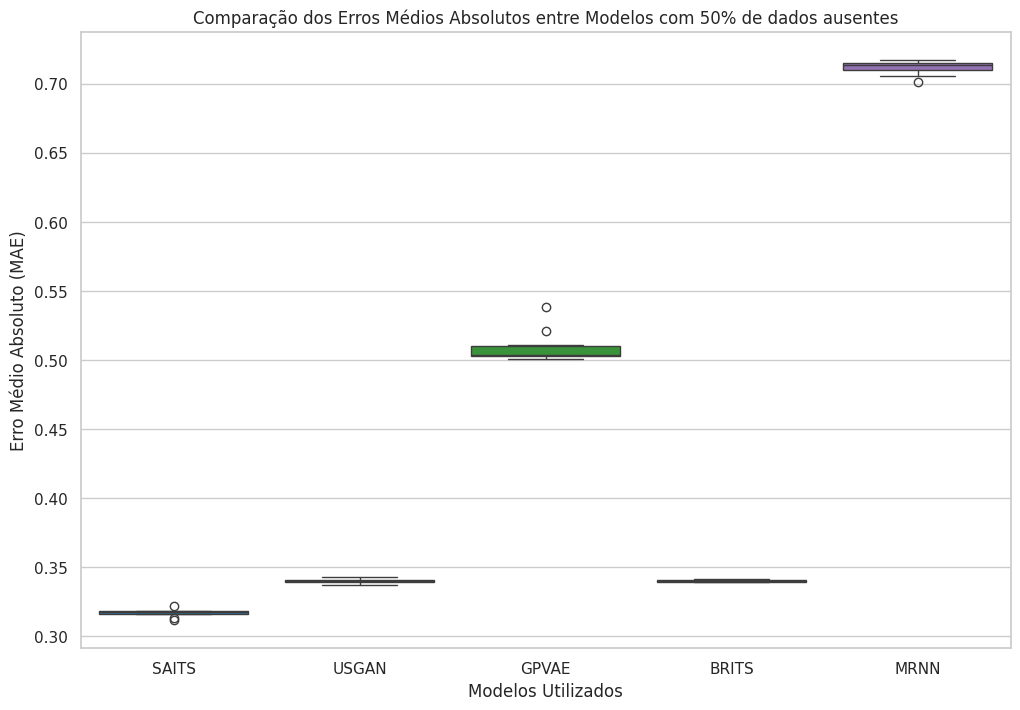 Comparação dos Erros Médios Absolutos entre Modelos com 50% de dados ausentes
Erro Médio Absoluto (MAE)
0.70
0.65
0.60
0.55
0.50
0.45
0.40
0.35
0.30
SAITS USGAN GPVAE BRITS MRNN
Modelos Utilizados